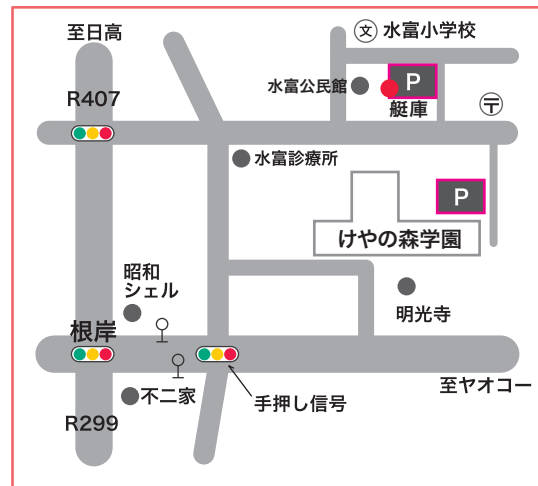 至日高
文 水富小学校
R407
水富公民館
P
艇庫
〒
水富診療所
P
けやの森学園
昭和
シェル
明光寺
根岸
至ヤオコー
不二家
手押し信号
R299